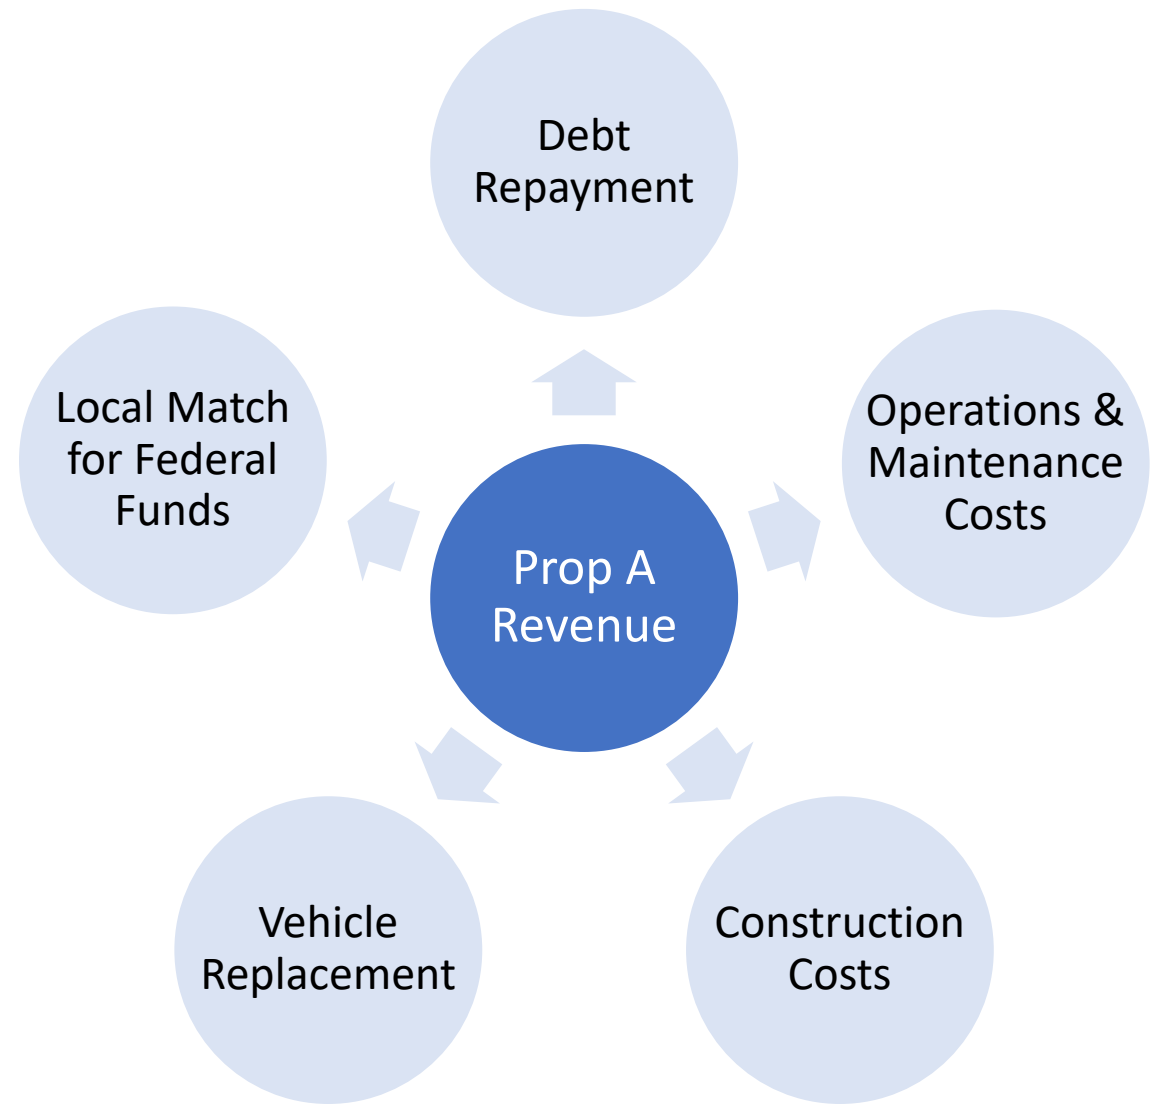 Debt
Repayment
Local Match
for Federal
Funds
Operations &
Maintenance
Costs
Prop A
Revenue
Vehicle
Replacement
Construction
Costs